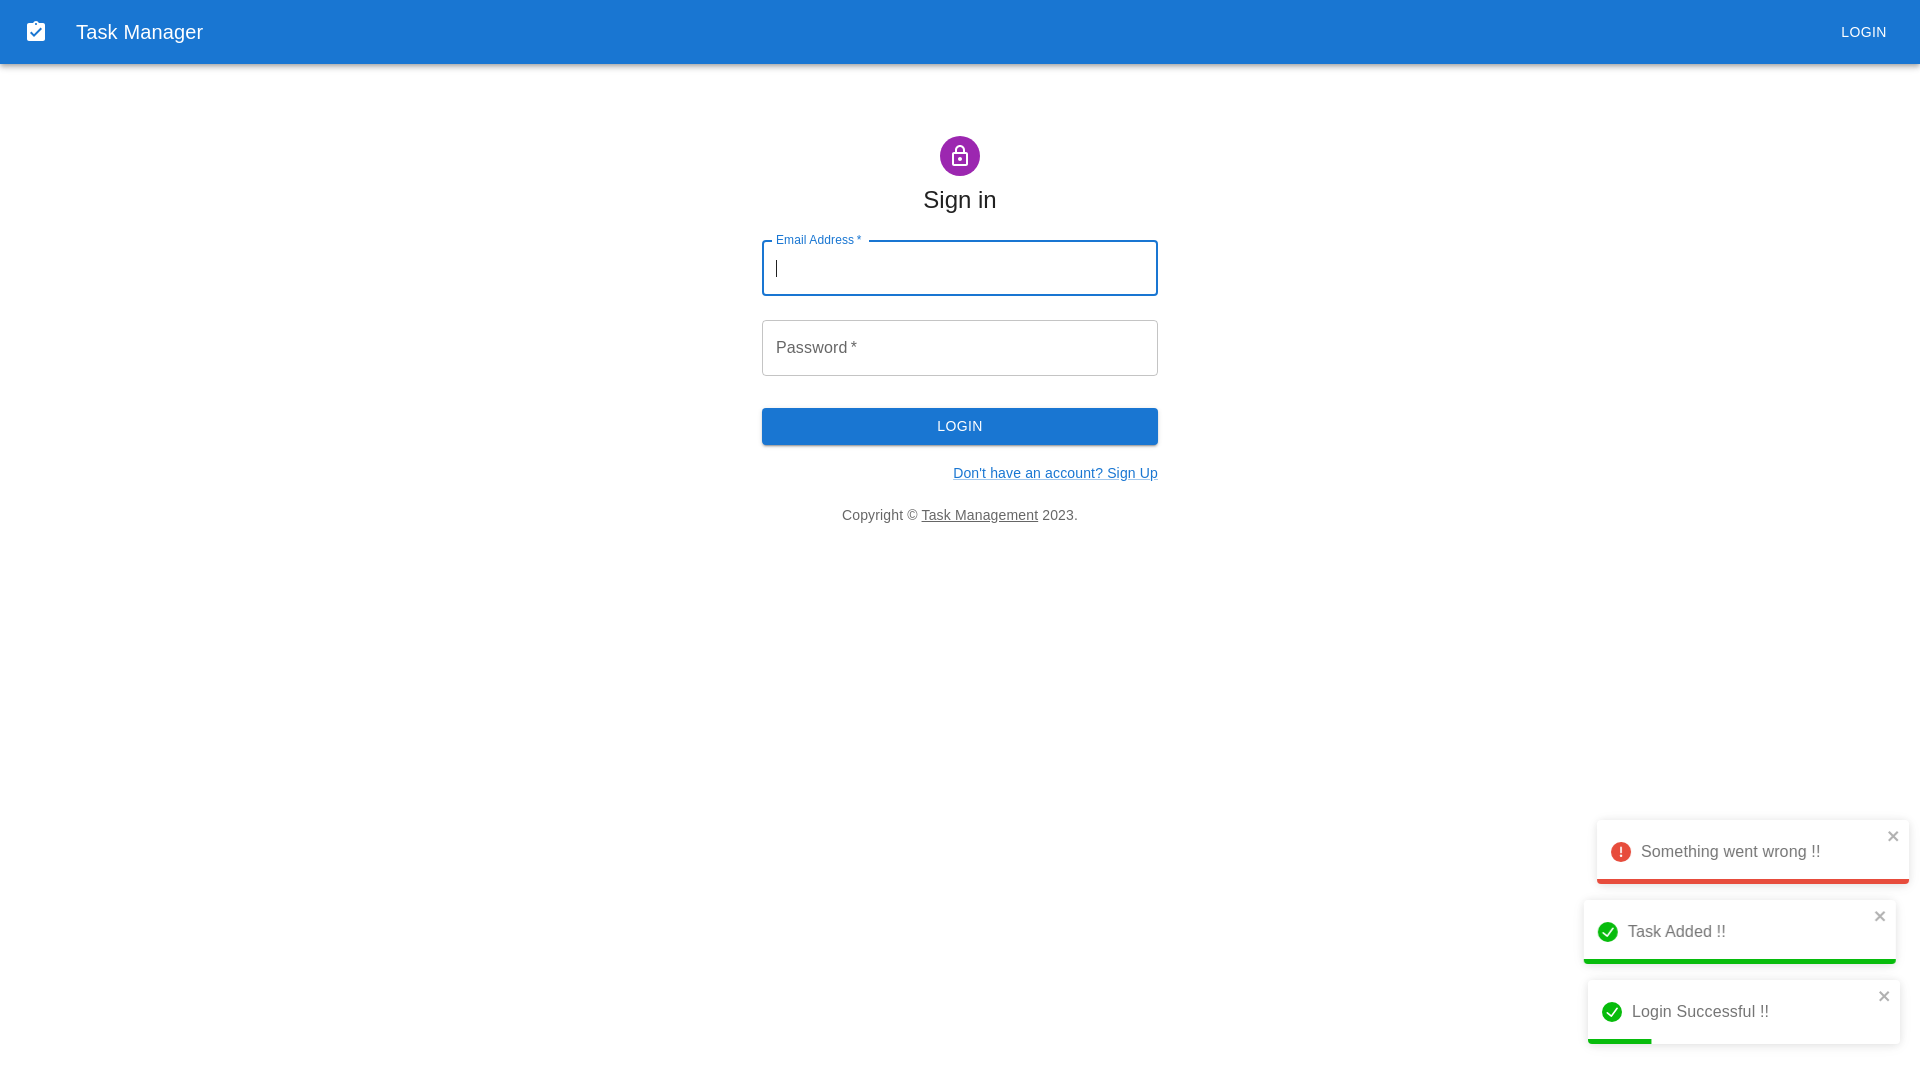 Task Manager
LOGIN
Sign in
Email Address *
Password *
LOGIN
Don't have an account? Sign Up
Copyright © Task Management 2023.
Something went wrong !!
Task Added !!
Login Successful !!